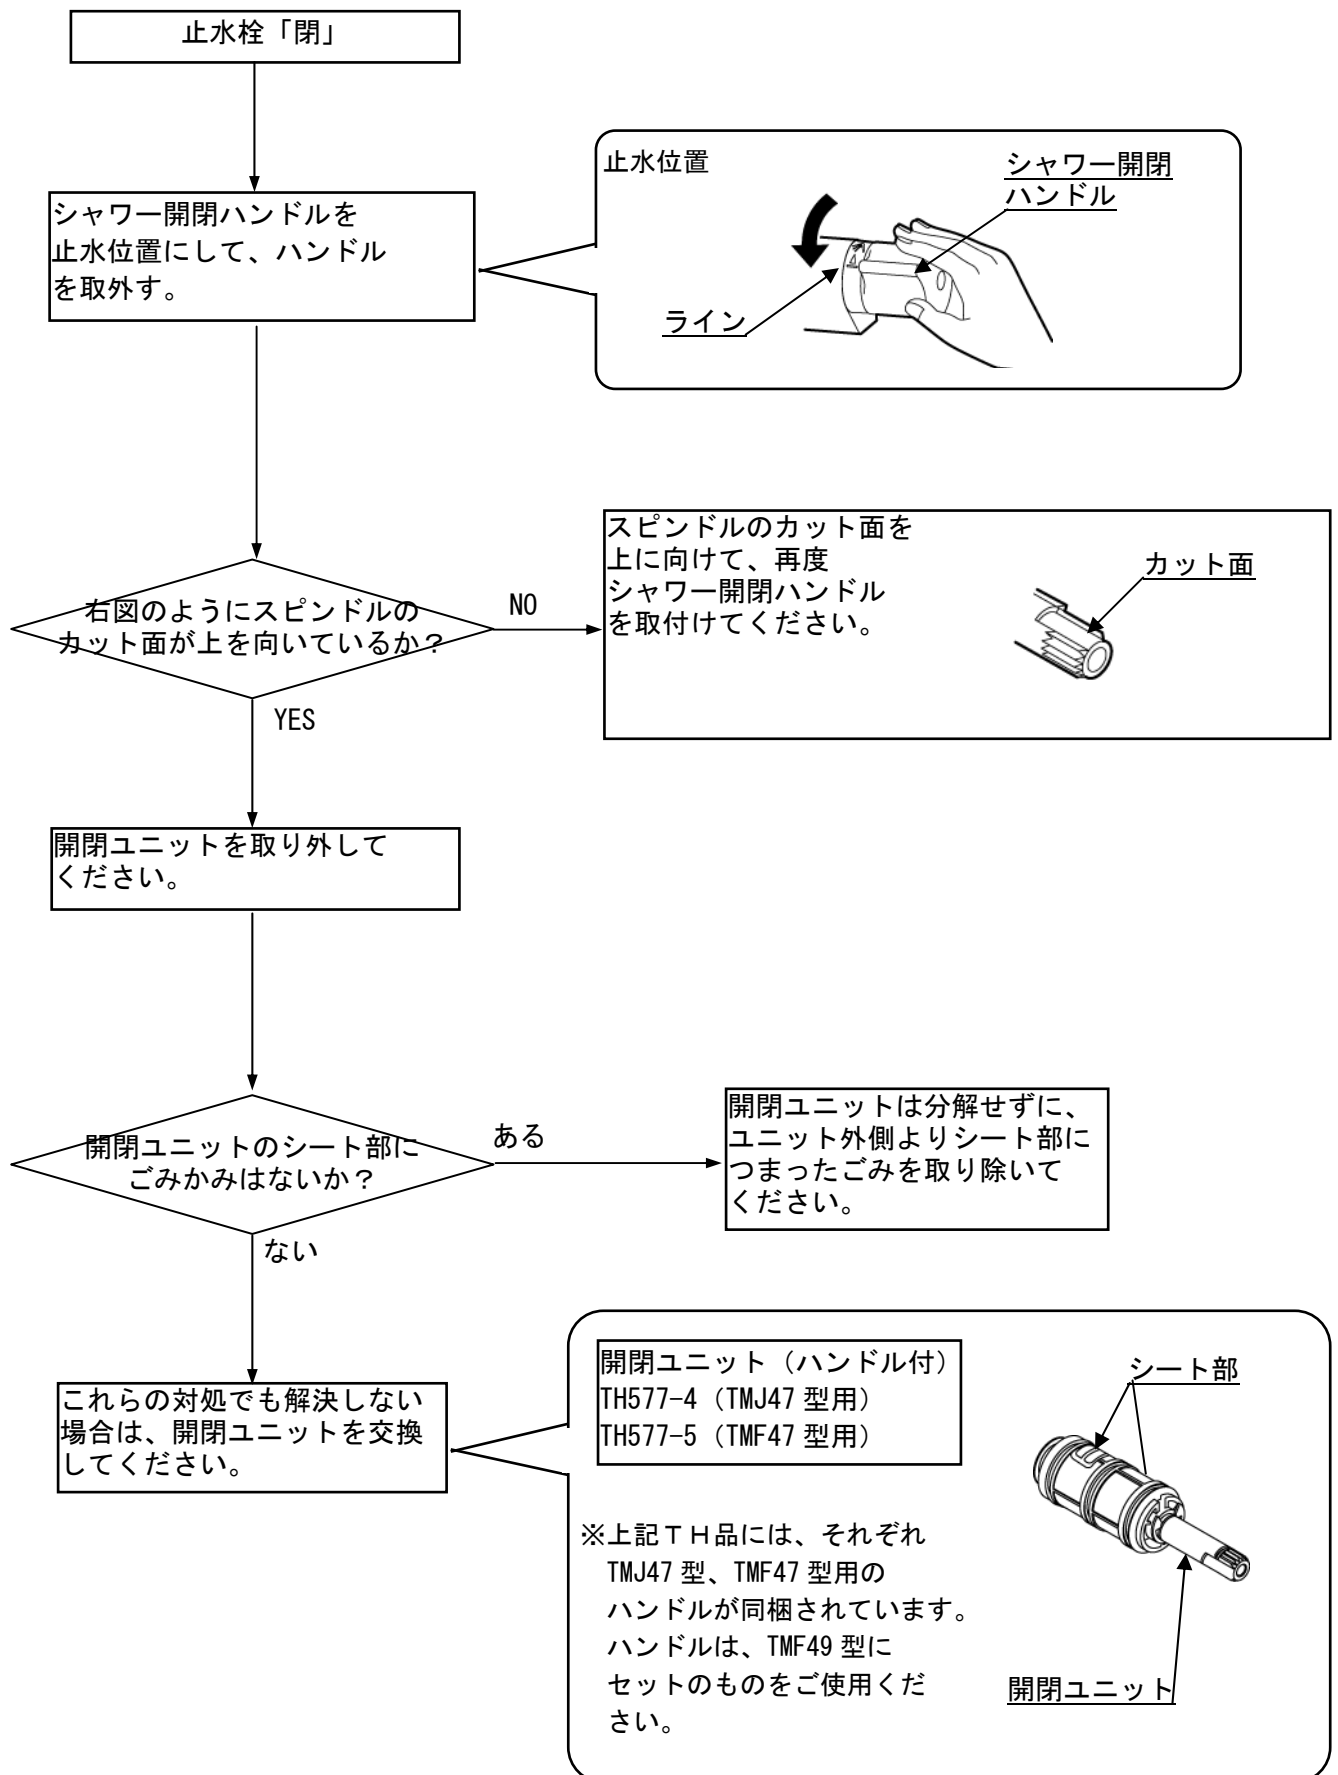 止水栓「閉」
シャワー開閉ハンドルを
止水位置にして、ハンドル
を取外す。
止水位置
シャワー開閉
ハンドル
ライン
右図のようにスピンドルの
カット面が上を向いているか？
NO
YES
スピンドルのカット面を
上に向けて、再度
シャワー開閉ハンドル
を取付けてください。
カット面
開閉ユニットを取り外して
ください。
開閉ユニットのシート部に
ごみかみはないか？
ある
ない
開閉ユニットは分解せずに、
ユニット外側よりシート部に
つまったごみを取り除いて
ください。
これらの対処でも解決しない
場合は、開閉ユニットを交換
してください。
開閉ユニット（ハンドル付）
TH577-4（TMJ47 型用）
TH577-5（TMF47 型用）
シート部
※上記ＴＨ品には、それぞれ
TMJ47 型、TMF47 型用の
ハンドルが同梱されています。
ハンドルは、TMF49 型に
セットのものをご使用くだ
さい。
開閉ユニット